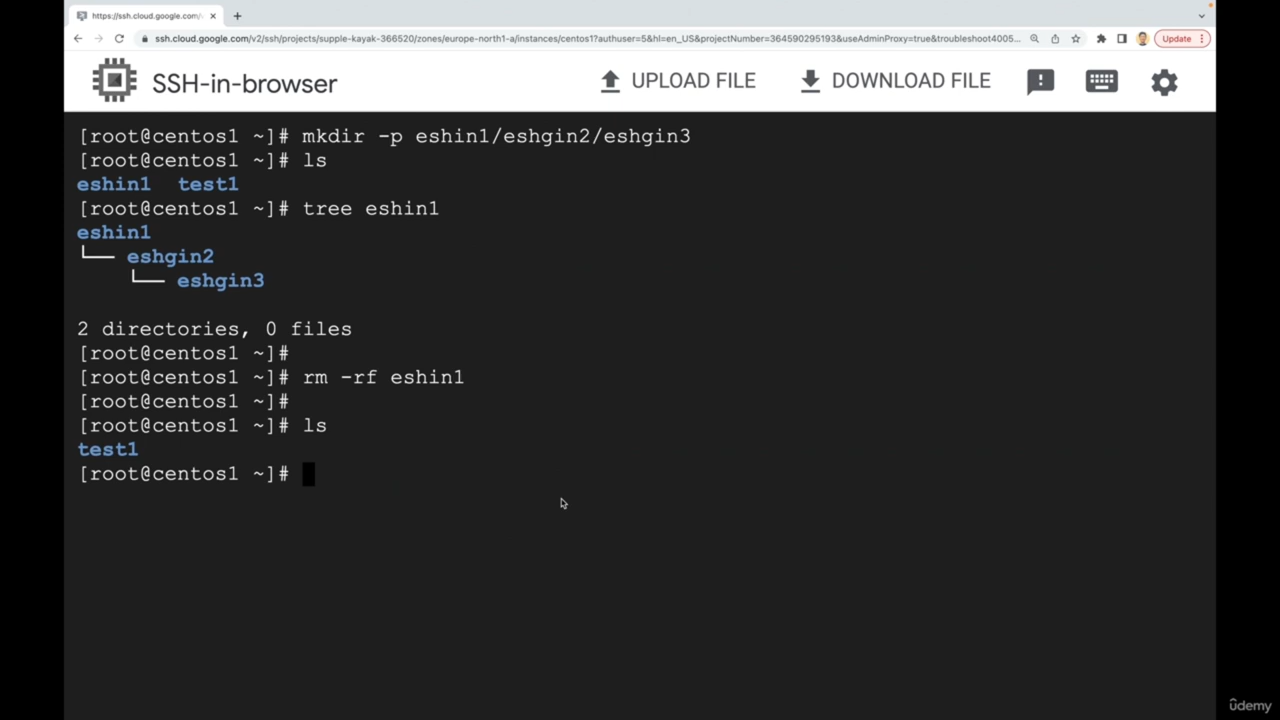 https://ssh.cloud.google.com/v
ssh.cloud.google.com/v2/ssh/projects/supple-kayak-366520/zones/europe-north1-a/instances/centos1?authuser=5&hl=en_US&projectNumber=364590295193&useAdminProxy=true&troubleshoot4005...
Update
SSH-in-browser
UPLOAD FILE
DOWNLOAD FILE
[root@centos1 ~]# mkdir -p eshin1/eshgin2/eshgin3
[root@centos1 ~]# ls
eshin1  test1
[root@centos1 ~]# tree eshin1
eshin1
└── eshgin2
    └── eshgin3
2 directories, 0 files
[root@centos1 ~]#
[root@centos1 ~]# rm -rf eshin1
[root@centos1 ~]#
[root@centos1 ~]# ls
test1
[root@centos1 ~]#
ûdemy